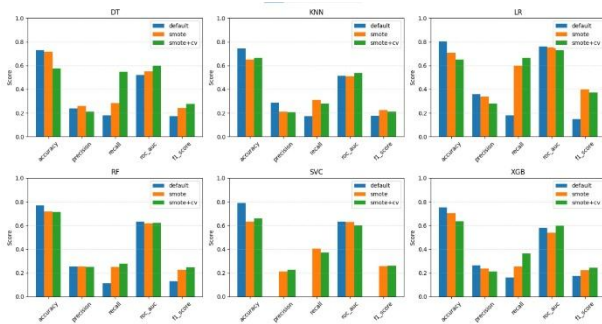 DT
Score
1.0
0.8
0.6
0.4
0.2
0.0
default
smote
smote+cv
accuracy
precision
recall
roc_auc
f1_score
KNN
1.0
0.8
0.6
0.4
0.2
0.0
default
smote
smote+cv
accuracy
precision
recall
roc_auc
f1_score
LR
Score
1.0
0.8
0.6
0.4
0.2
0.0
default
smote
smote+cv
accuracy
precision
recall
roc_auc
f1_score
RF
Score
1.0
0.8
0.6
0.4
0.2
0.0
default
smote
smote+cv
accuracy
precision
recall
roc_auc
f1_score
SVC
Score
1.0
0.8
0.6
0.4
0.2
0.0
default
smote
smote+cv
accuracy
precision
recall
roc_auc
f1_score
XGB
Score
1.0
0.8
0.6
0.4
0.2
0.0
default
smote
smote+cv
accuracy
precision
recall
roc_auc
f1_score